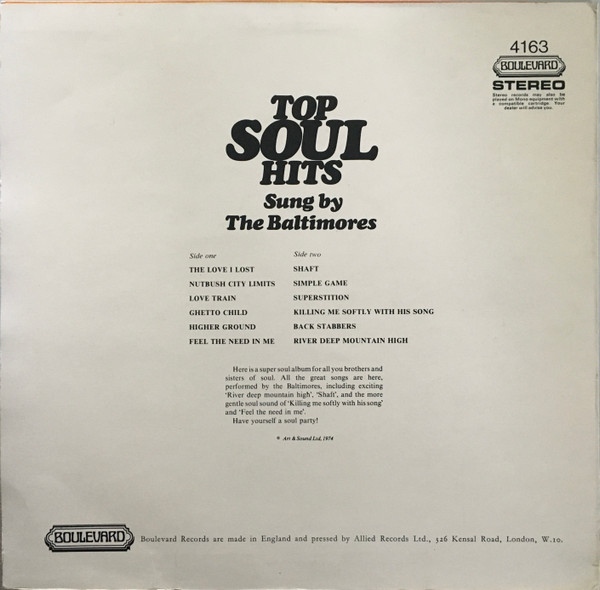 4163
BOULEVARD
STEREO
Stereo records may also be
played on Mono equipment with
a compatible cartridge. Your
dealer will advise you.
TOP
SOUL
HITS
Sung by
The Baltimores
Side one
THE LOVE I LOST
NUTBUSH CITY LIMITS
LOVE TRAIN
GHETTO CHILD
HIGHER GROUND
FEEL THE NEED IN ME
Side two
SHAFT
SIMPLE GAME
SUPERSTITION
KILLING ME SOFTLY WITH HIS SONG
BACK STABBERS
RIVER DEEP MOUNTAIN HIGH
Here is a super soul album for all you brothers and
sisters of soul. All the great songs are here,
performed by the Baltimores, including exciting
'River deep mountain high', 'Shaft', and the more
gentle soul sound of 'Killing me softly with his song'
and 'Feel the need in me'.
Have yourself a soul party!
® Art & Sound Ltd, 1974
BOULEVARD Boulevard Records are made in England and pressed by Allied Records Ltd., 326 Kensal Road, London, W.10.